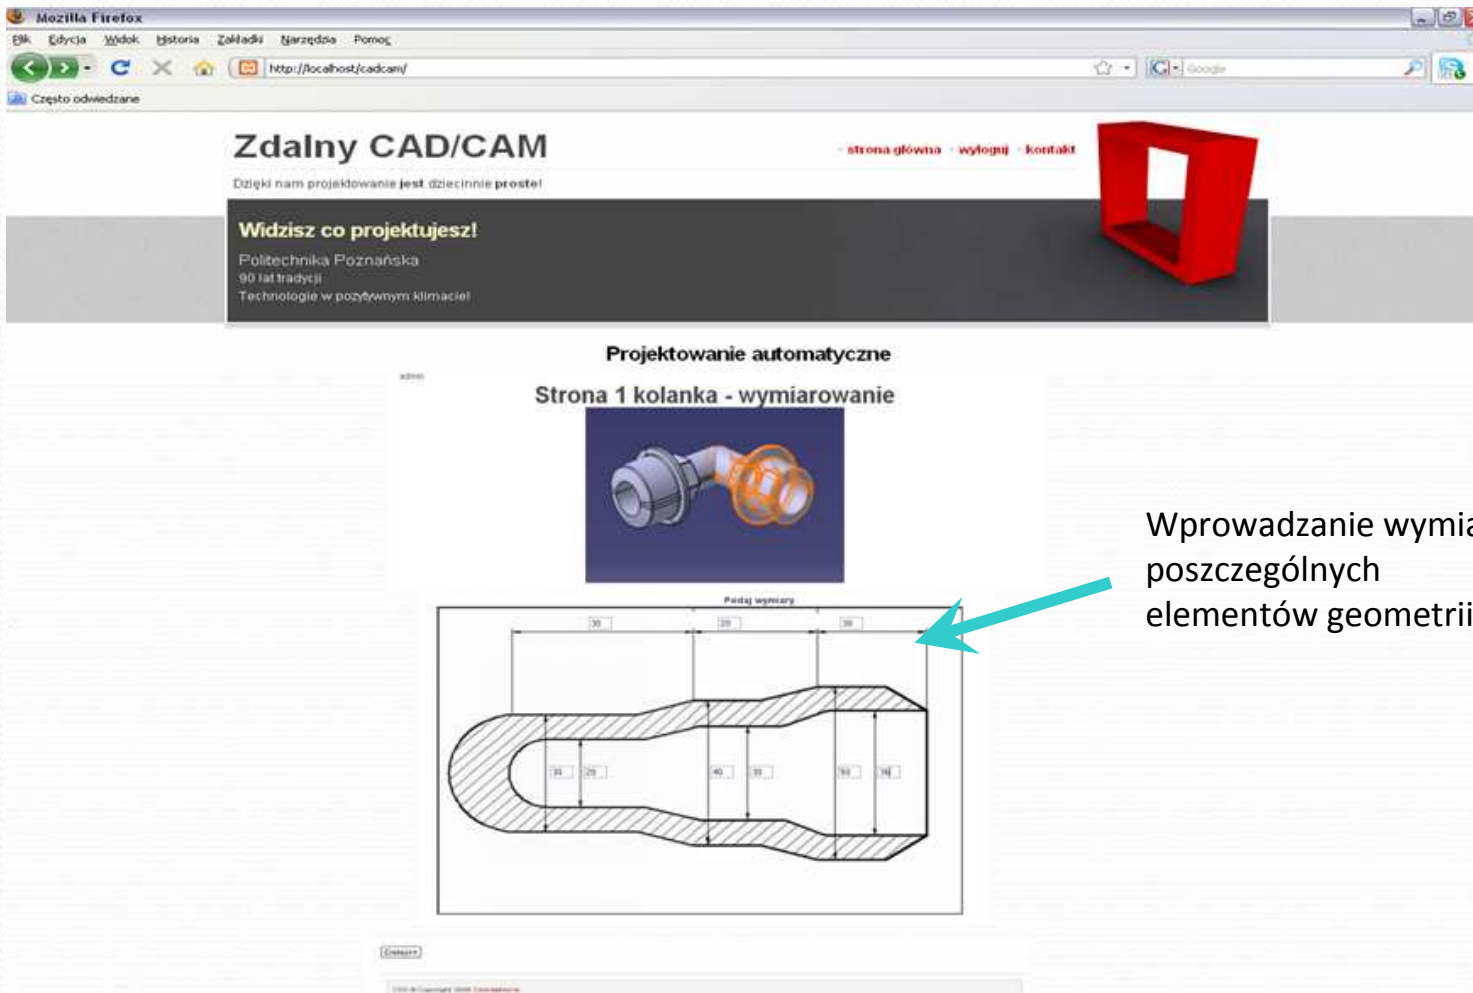 Mozilla Firefox
Plik Edycja Widok Historia Zakładki Narzędzia Pomoc
http://localhost/cadcam/
Google
Często odwiedzane
Zdalny CAD/CAM
strona główna wyloguj kontakt
Dzięki nam projektowanie jest dziecinnie proste!
Widzisz co projektujesz!
Politechnika Poznańska
90 lat tradycji
Technologie w pozytywnym klimacie!
Projektowanie automatyczne
admin
Strona 1 kolanka - wymiarowanie
Wprowadzanie wymia
poszczególnych
elementów geometrii
Podaj wymiary
30 20 30
30 20 40 30 50 36